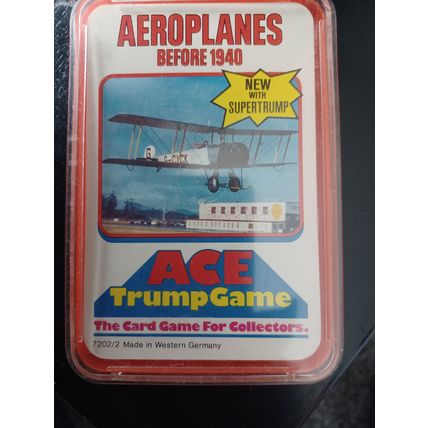 AEROPLANES
BEFORE 1940
NEW
WITH
SUPERTRUMP
ACE
TrumpGame
The Card Game For Collectors.
7202/2 Made in Western Germany